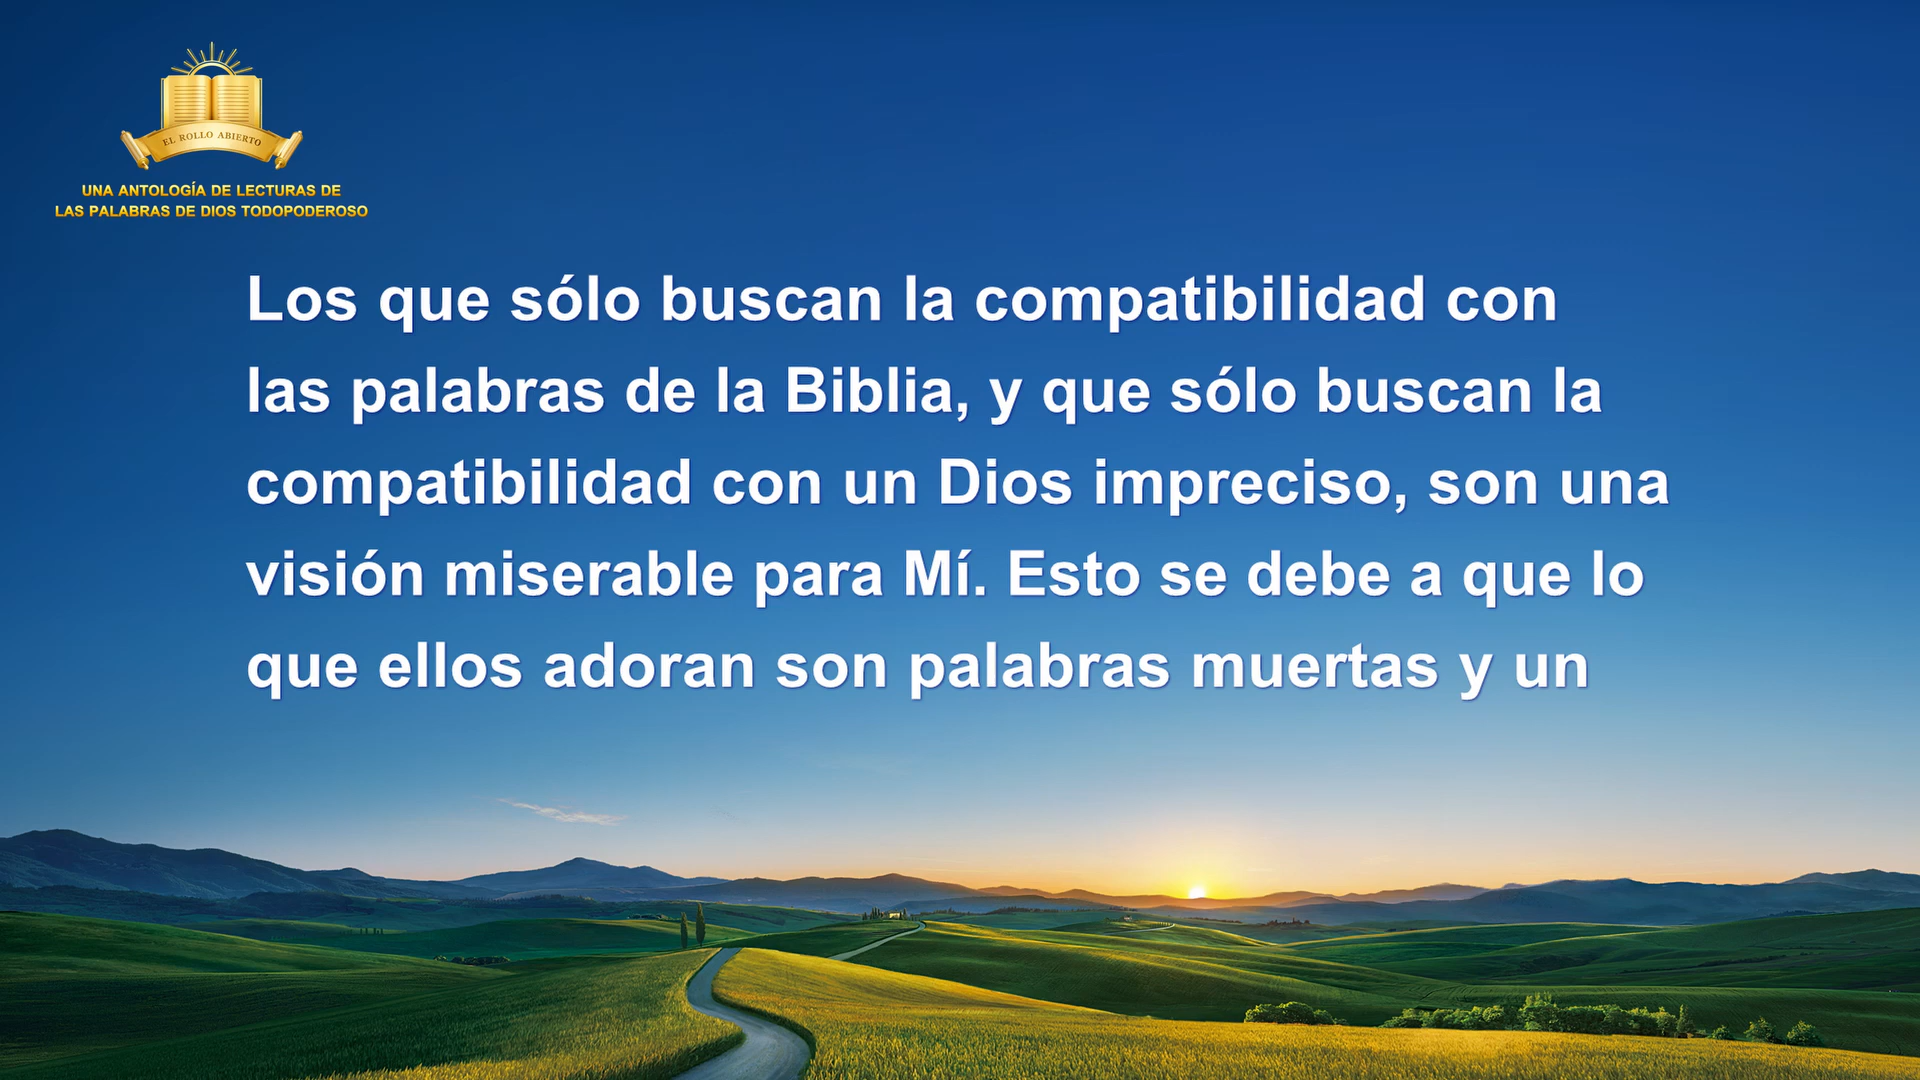 EL ROLLO ABIERTO
UNA ANTOLOGÍA DE LECTURAS DE
LAS PALABRAS DE DIOS TODOPODEROSO
Los que sólo buscan la compatibilidad con
las palabras de la Biblia, y que sólo buscan la
compatibilidad con un Dios impreciso, son una
visión miserable para Mí. Esto se debe a que lo
que ellos adoran son palabras muertas y un